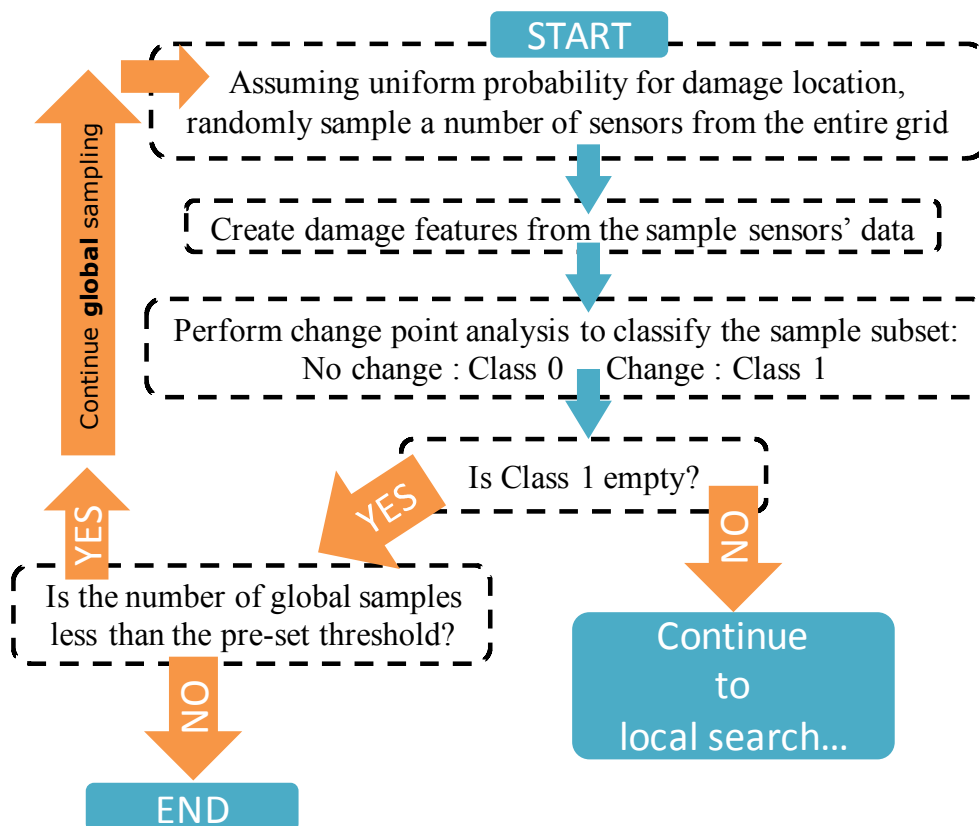 START
Assuming uniform probability for damage location,
randomly sample a number of sensors from the entire grid
Create damage features from the sample sensors’ data
Perform change point analysis to classify the sample subset:
No change : Class 0 Change : Class 1
Is Class 1 empty?
YES
NO
Is the number of global samples
less than the pre-set threshold?
YES
Continue global sampling
NO
END
Continue
to
local search...